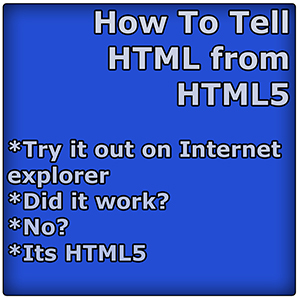 How To Tell
HTML from
HTML5
*Try it out on Internet
explorer
*Did it work?
*No?
*Its HTML5